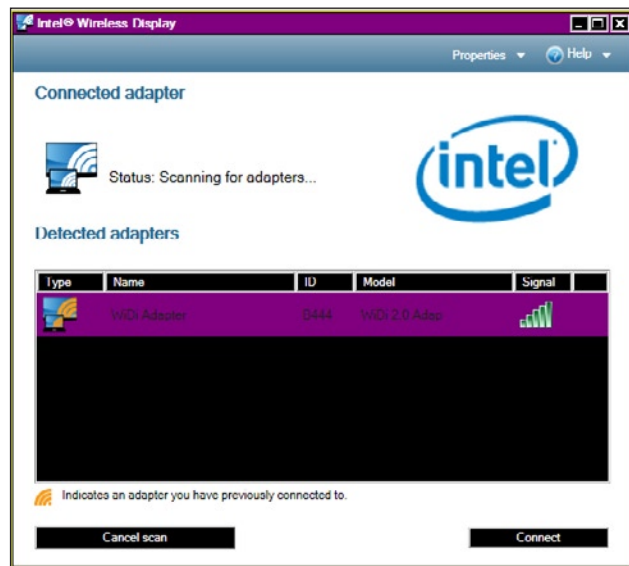 Intel® Wireless Display
Properties Help
Connected adapter
Status: Scanning for adapters...
intel
Detected adapters
Type Name ID Model Signal
WiDi Adapter D444 WiDi 2.0 Adap
Indicates an adapter you have previously connected to.
Cancel scan Connect